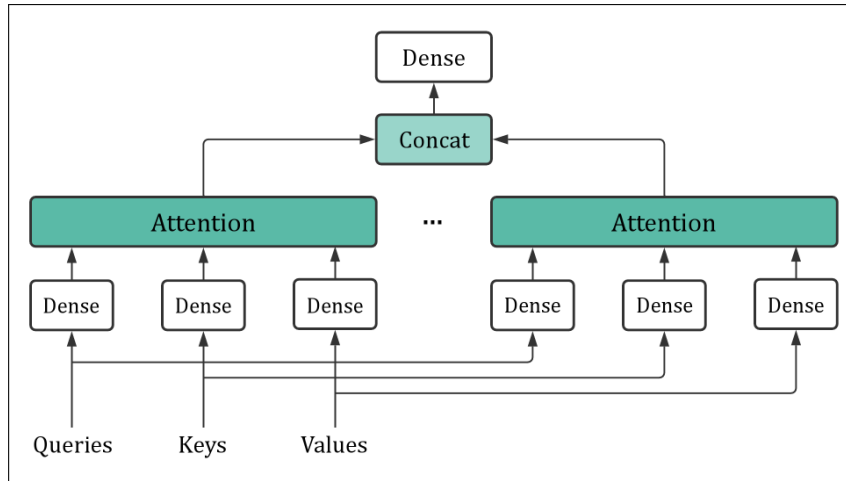 Dense
Concat
Attention ... Attention
Dense Dense Dense Dense Dense Dense
Queries Keys Values